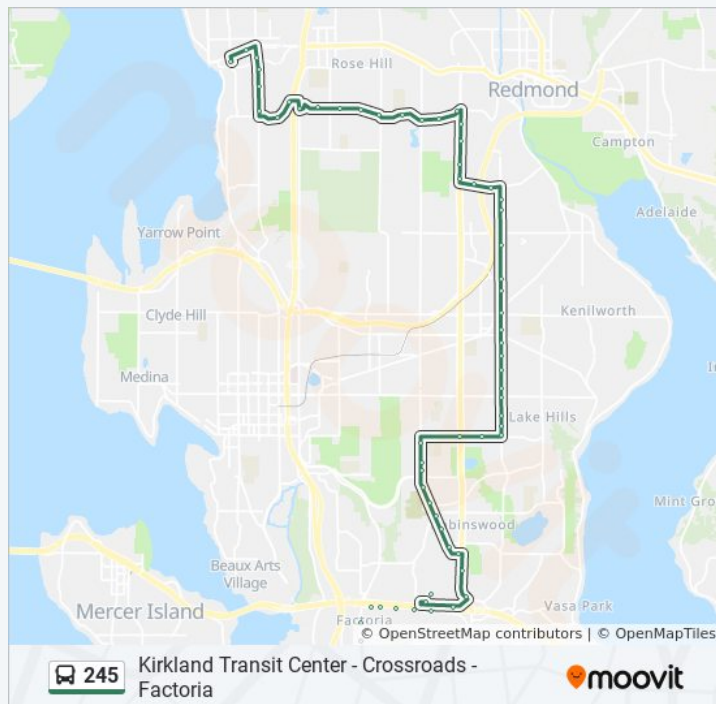 Rose Hill
Redmond
Campton
Adelaide
Yarrow Point
Clyde Hill
Kenilworth
Medina
Lake Hills
Mint Gro
binswood
Beaux Arts
Village
Mercer Island
Factoria
Vasa Park
© OpenStreetMap contributors | © OpenMapTiles
245
Kirkland Transit Center - Crossroads -
Factoria
moovit